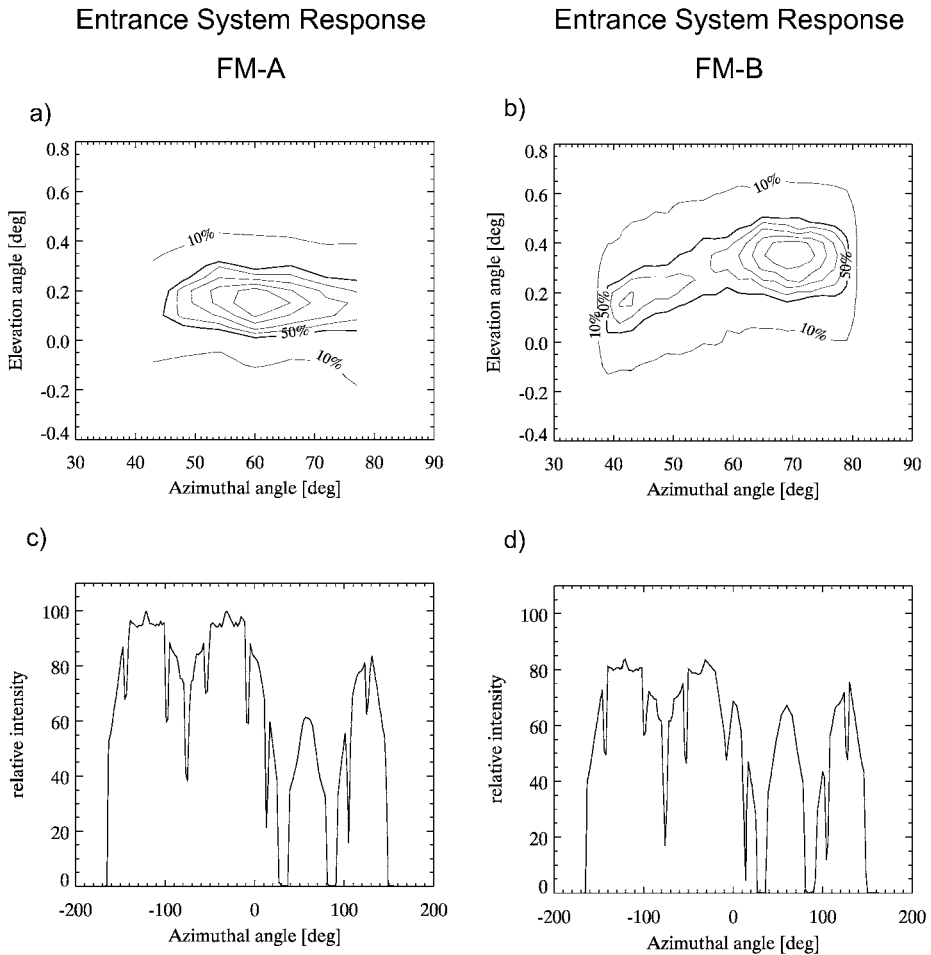 Entrance System Response
FM-A
Entrance System Response
FM-B
a)
0.8
0.6
0.4
0.2
0.0
-0.2
-0.4
Elevation angle [deg]
10%
50%
10%
30 40 50 60 70 80 90
Azimuthal angle [deg]
b)
0.8
0.6
0.4
0.2
0.0
-0.2
-0.4
Elevation angle [deg]
10%
50%
50%
10%
10%
30 40 50 60 70 80 90
Azimuthal angle [deg]
c)
100
80
60
40
20
0
relative intensity
-200 -100 0 100 200
Azimuthal angle [deg]
d)
100
80
60
40
20
0
relative intensity
-200 -100 0 100 200
Azimuthal angle [deg]